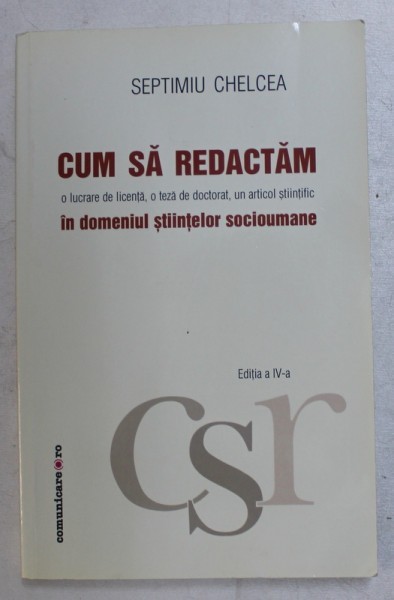 SEPTIMIU CHELCEA
CUM SĂ REDACTĂM
o lucrare de licență, o teză de doctorat, un articol științific
în domeniul științelor socioumane
Ediția a IV-a
csr
comunicare.ro